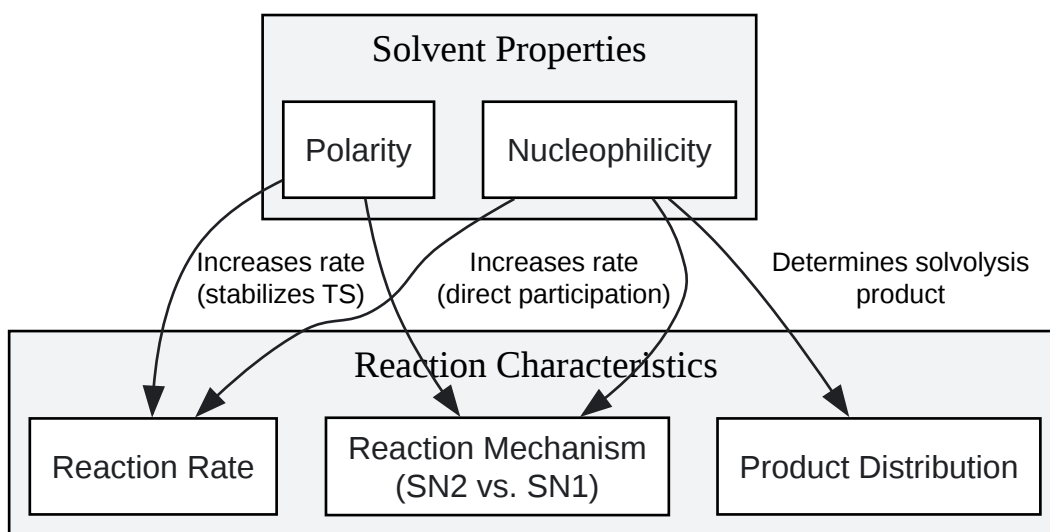 Solvent Properties
Polarity
Nucleophilicity
Increases rate
(stabilizes TS)
Increases rate
(direct participation)
Determines solvolysis
product
Reaction Characteristics
Reaction Rate
Reaction Mechanism
(SN2 vs. SN1)
Product Distribution